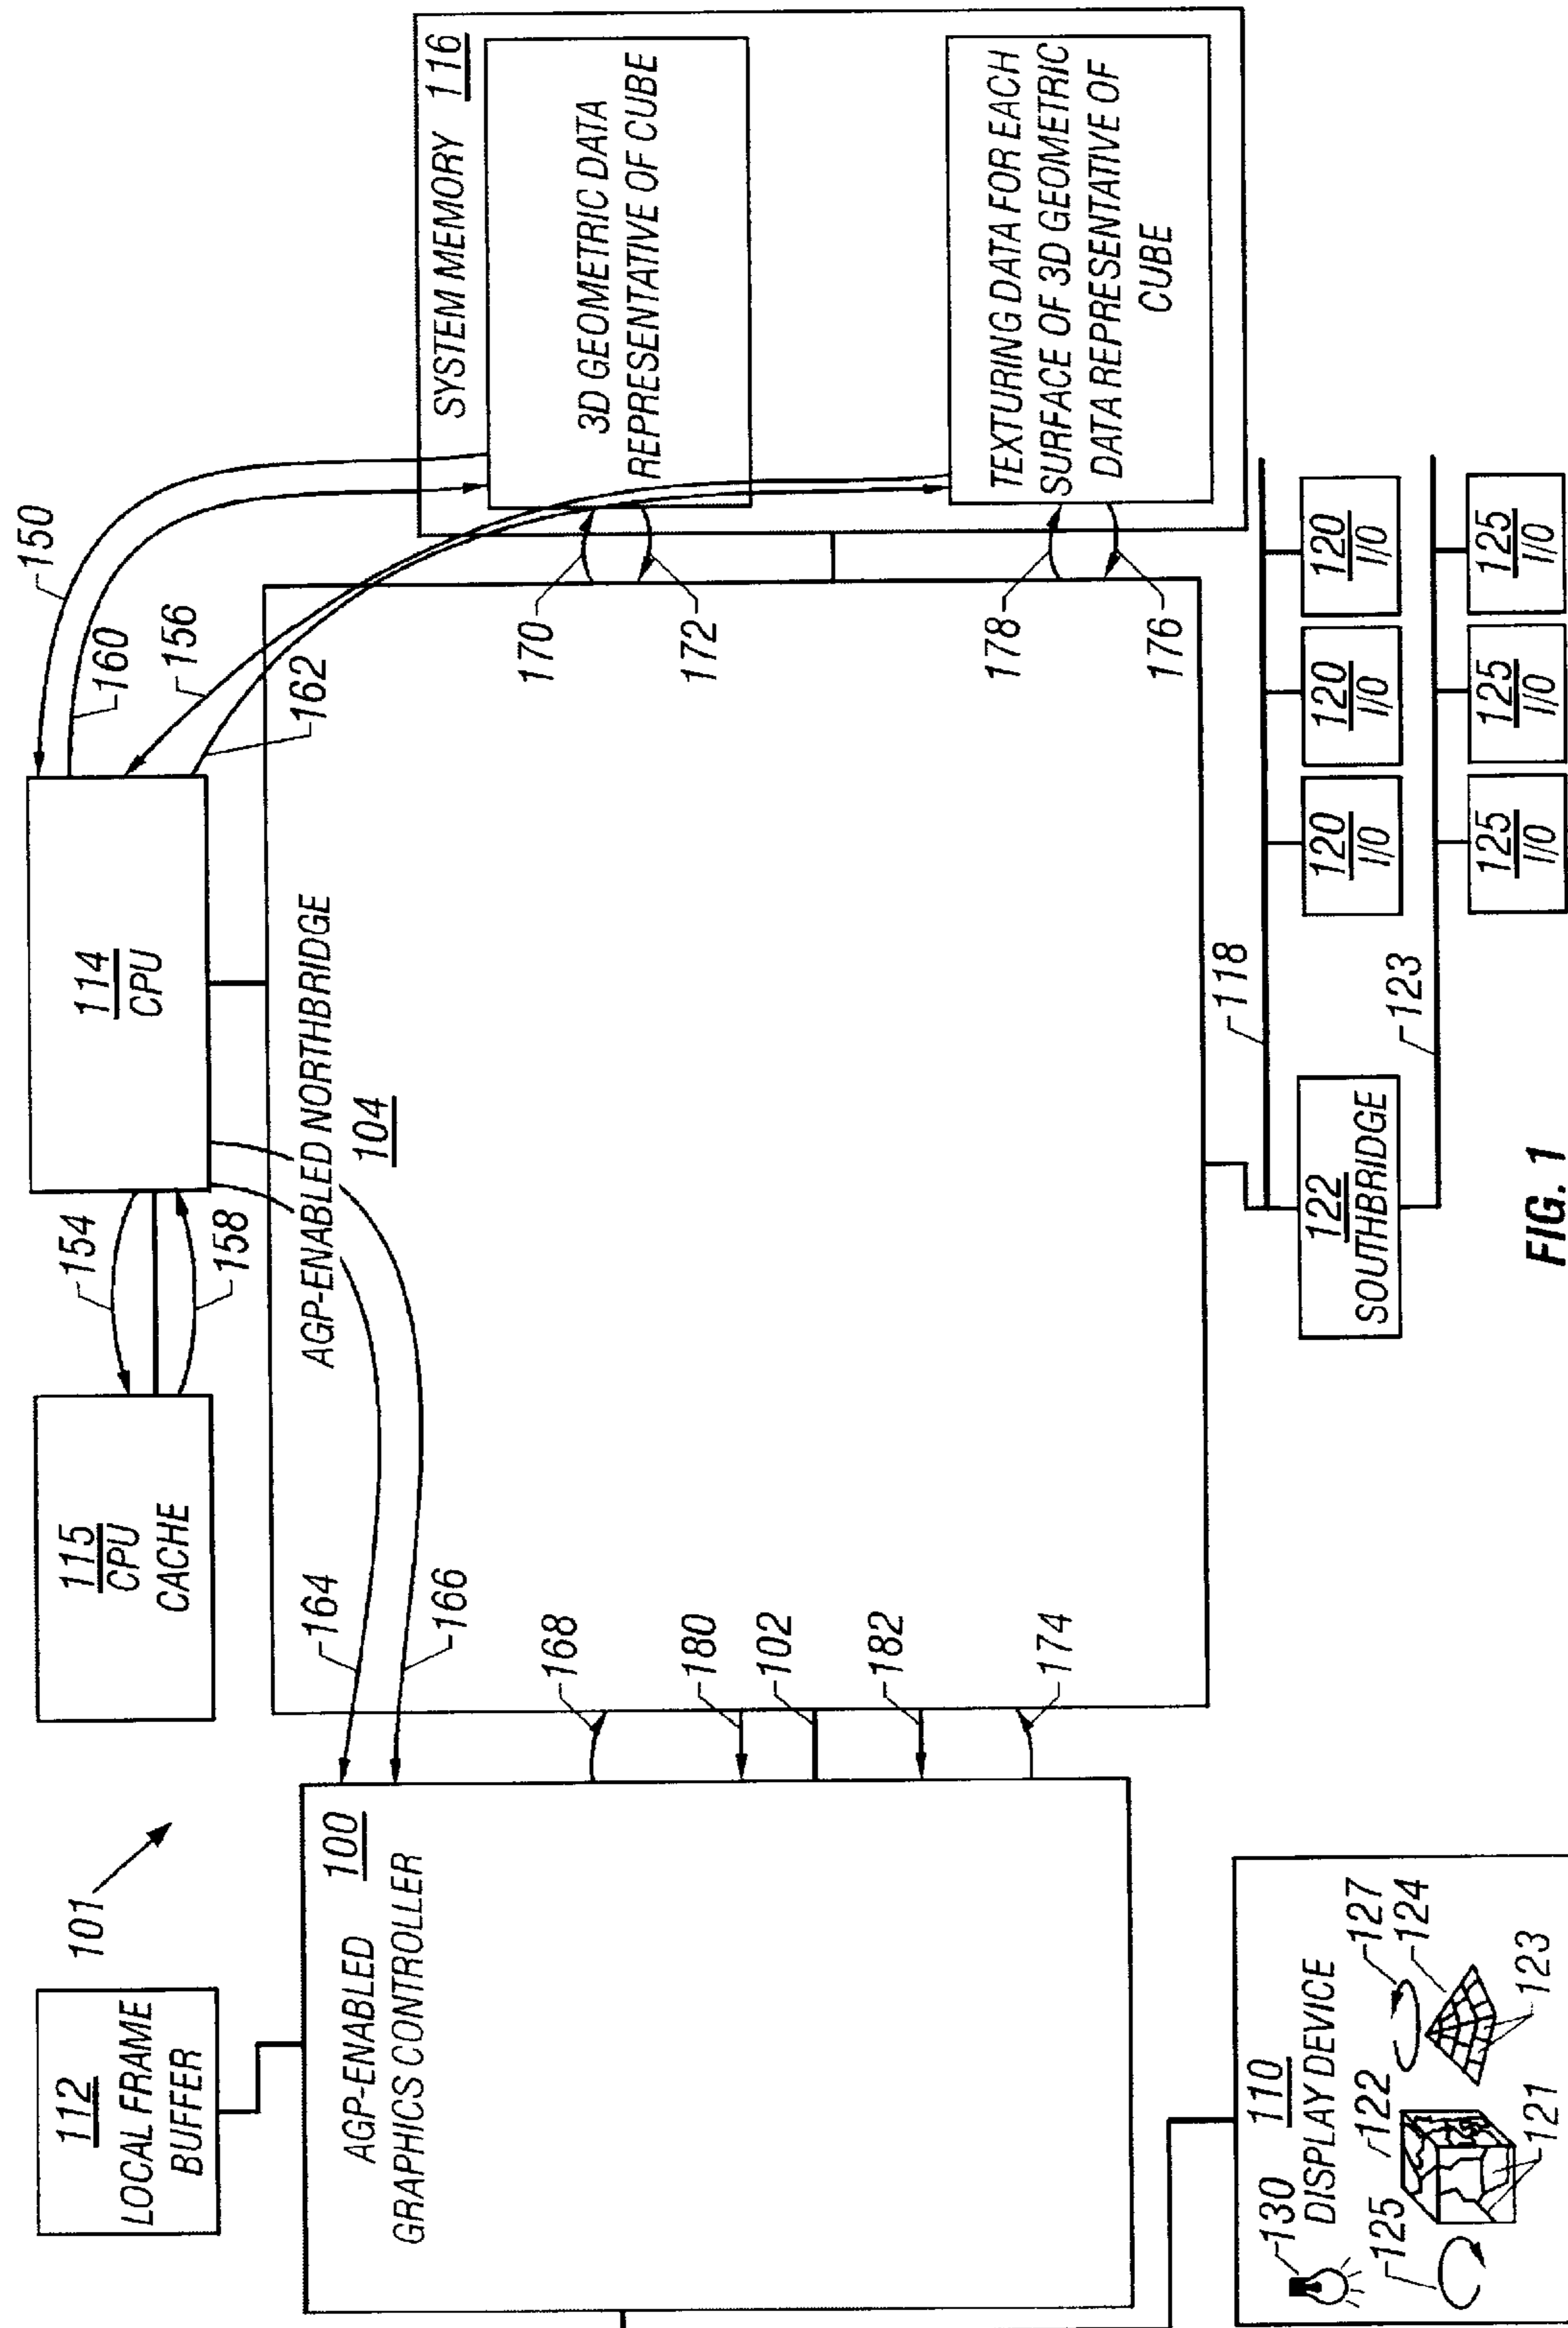 101
112
LOCAL FRAME
BUFFER
115
CPU
CACHE
154
158
114
CPU
150
160
156
162
SYSTEM MEMORY 116
3D GEOMETRIC DATA
REPRESENTATIVE OF CUBE
TEXTURING DATA FOR EACH
SURFACE OF 3D GEOMETRIC
DATA REPRESENTATIVE OF
CUBE
100
AGP-ENABLED
GRAPHICS CONTROLLER
164
166
168
180
102
182
174
AGP-ENABLED NORTHBRIDGE
104
170
172
178
176
130
110
DISPLAY DEVICE
125
122
127
124
121
123
122
SOUTHBRIDGE
118
123
120
I/O
120
I/O
120
I/O
125
I/O
125
I/O
125
I/O
FIG. 1